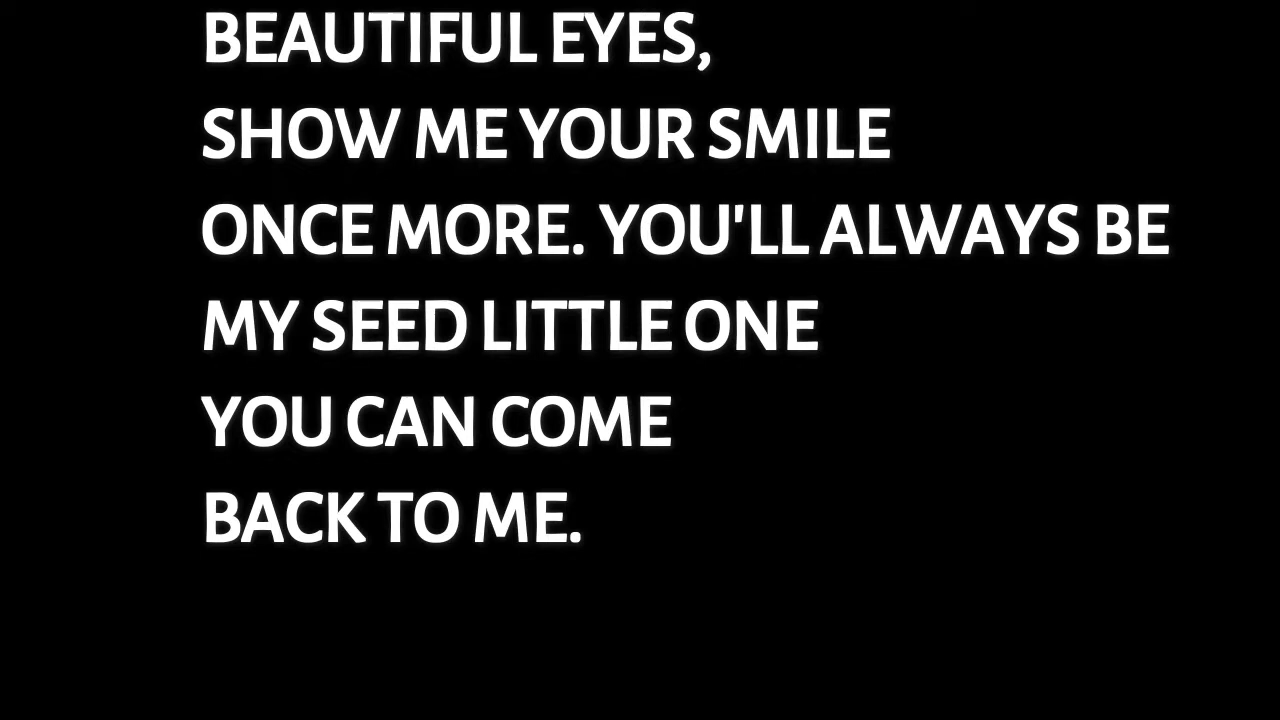 BEAUTIFUL EYES,
SHOW ME YOUR SMILE
ONCE MORE. YOU'LL ALWAYS BE
MY SEED LITTLE ONE
YOU CAN COME
BACK TO ME.